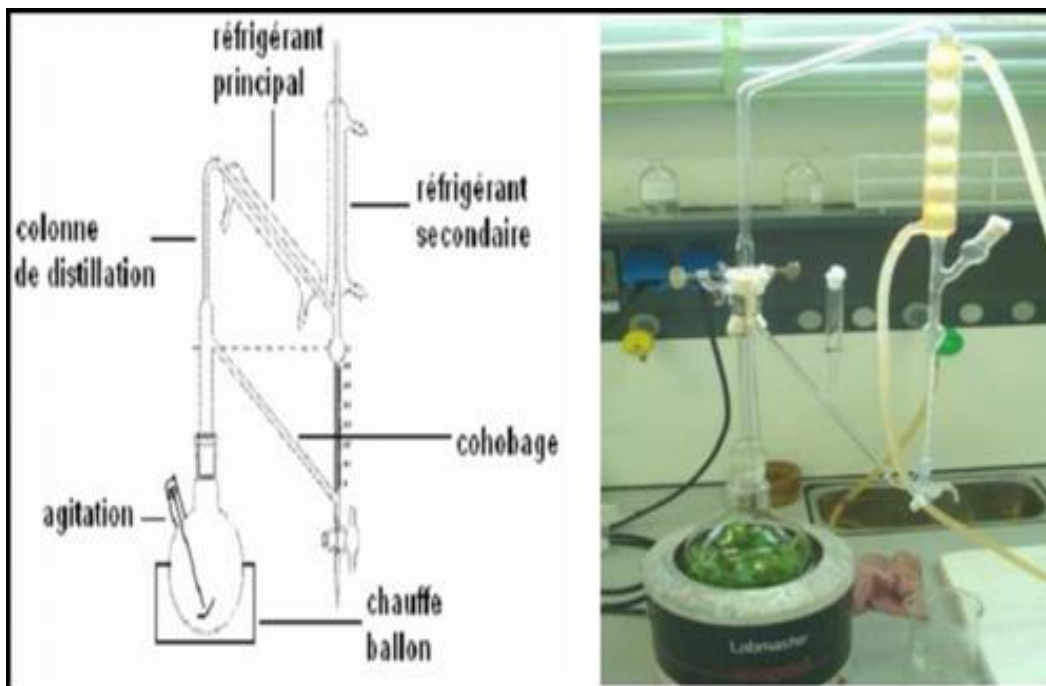 réfrigérant
principal
colonne
de distillation
réfrigérant
secondaire
cohobage
agitation
chauffe
ballon
Labmaster